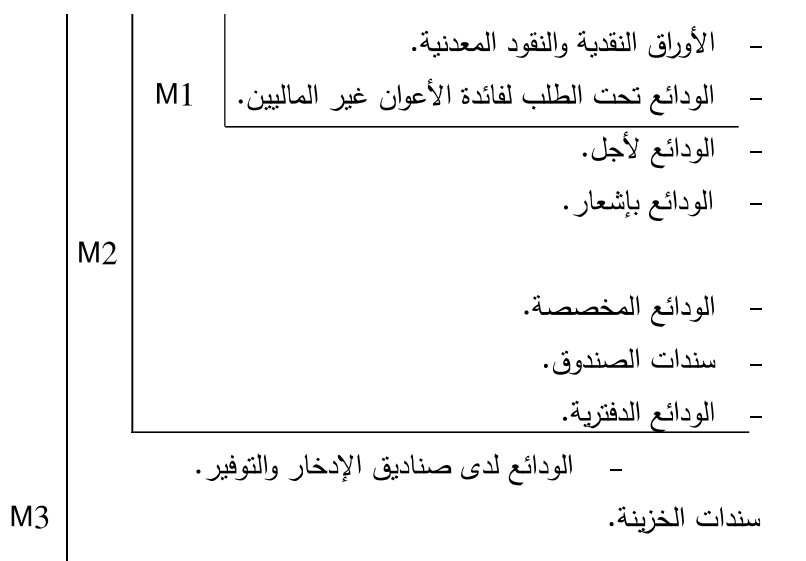 - الأوراق النقدية والنقود المعدنية.
- الودائع تحت الطلب لفائدة الأعوان غير الماليين. M1
- الودائع لأجل.
- الودائع بإشعار.
M2
- الودائع المخصصة.
- سندات الصندوق.
- الودائع الدفترية.
- الودائع لدى صناديق الإدخار والتوفير.
سندات الخزينة. M3